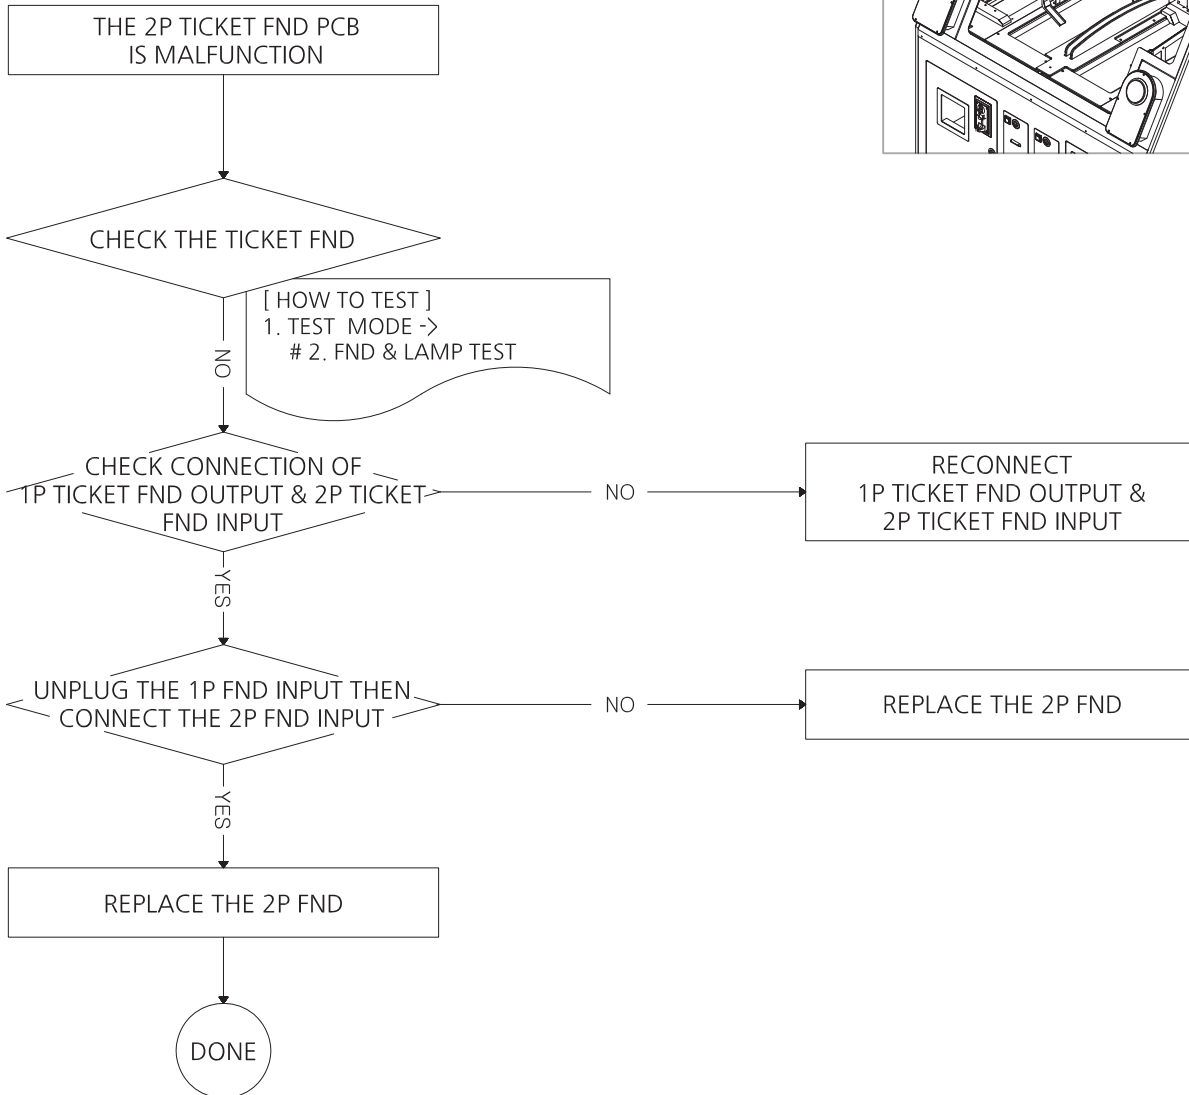 THE 2P TICKET FND PCB
IS MALFUNCTION
CHECK THE TICKET FND
[ HOW TO TEST ]
1. TEST MODE ->
# 2. FND & LAMP TEST
NO
CHECK CONNECTION OF
1P TICKET FND OUTPUT & 2P TICKET
FND INPUT
NO
RECONNECT
1P TICKET FND OUTPUT &
2P TICKET FND INPUT
YES
UNPLUG THE 1P FND INPUT THEN
CONNECT THE 2P FND INPUT
NO
REPLACE THE 2P FND
YES
REPLACE THE 2P FND
DONE